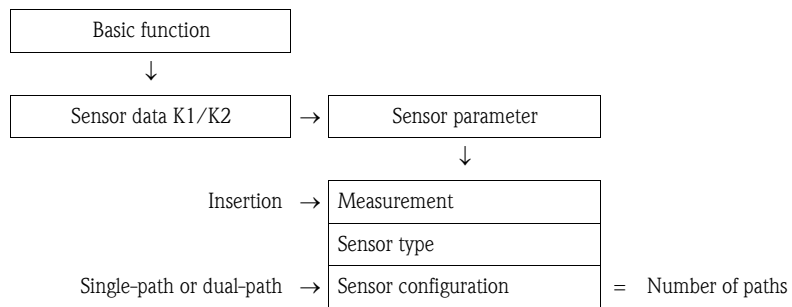 Basic function
↓
Sensor data K1/K2 → Sensor parameter
↓
Insertion → Measurement
Sensor type
Single-path or dual-path → Sensor configuration = Number of paths